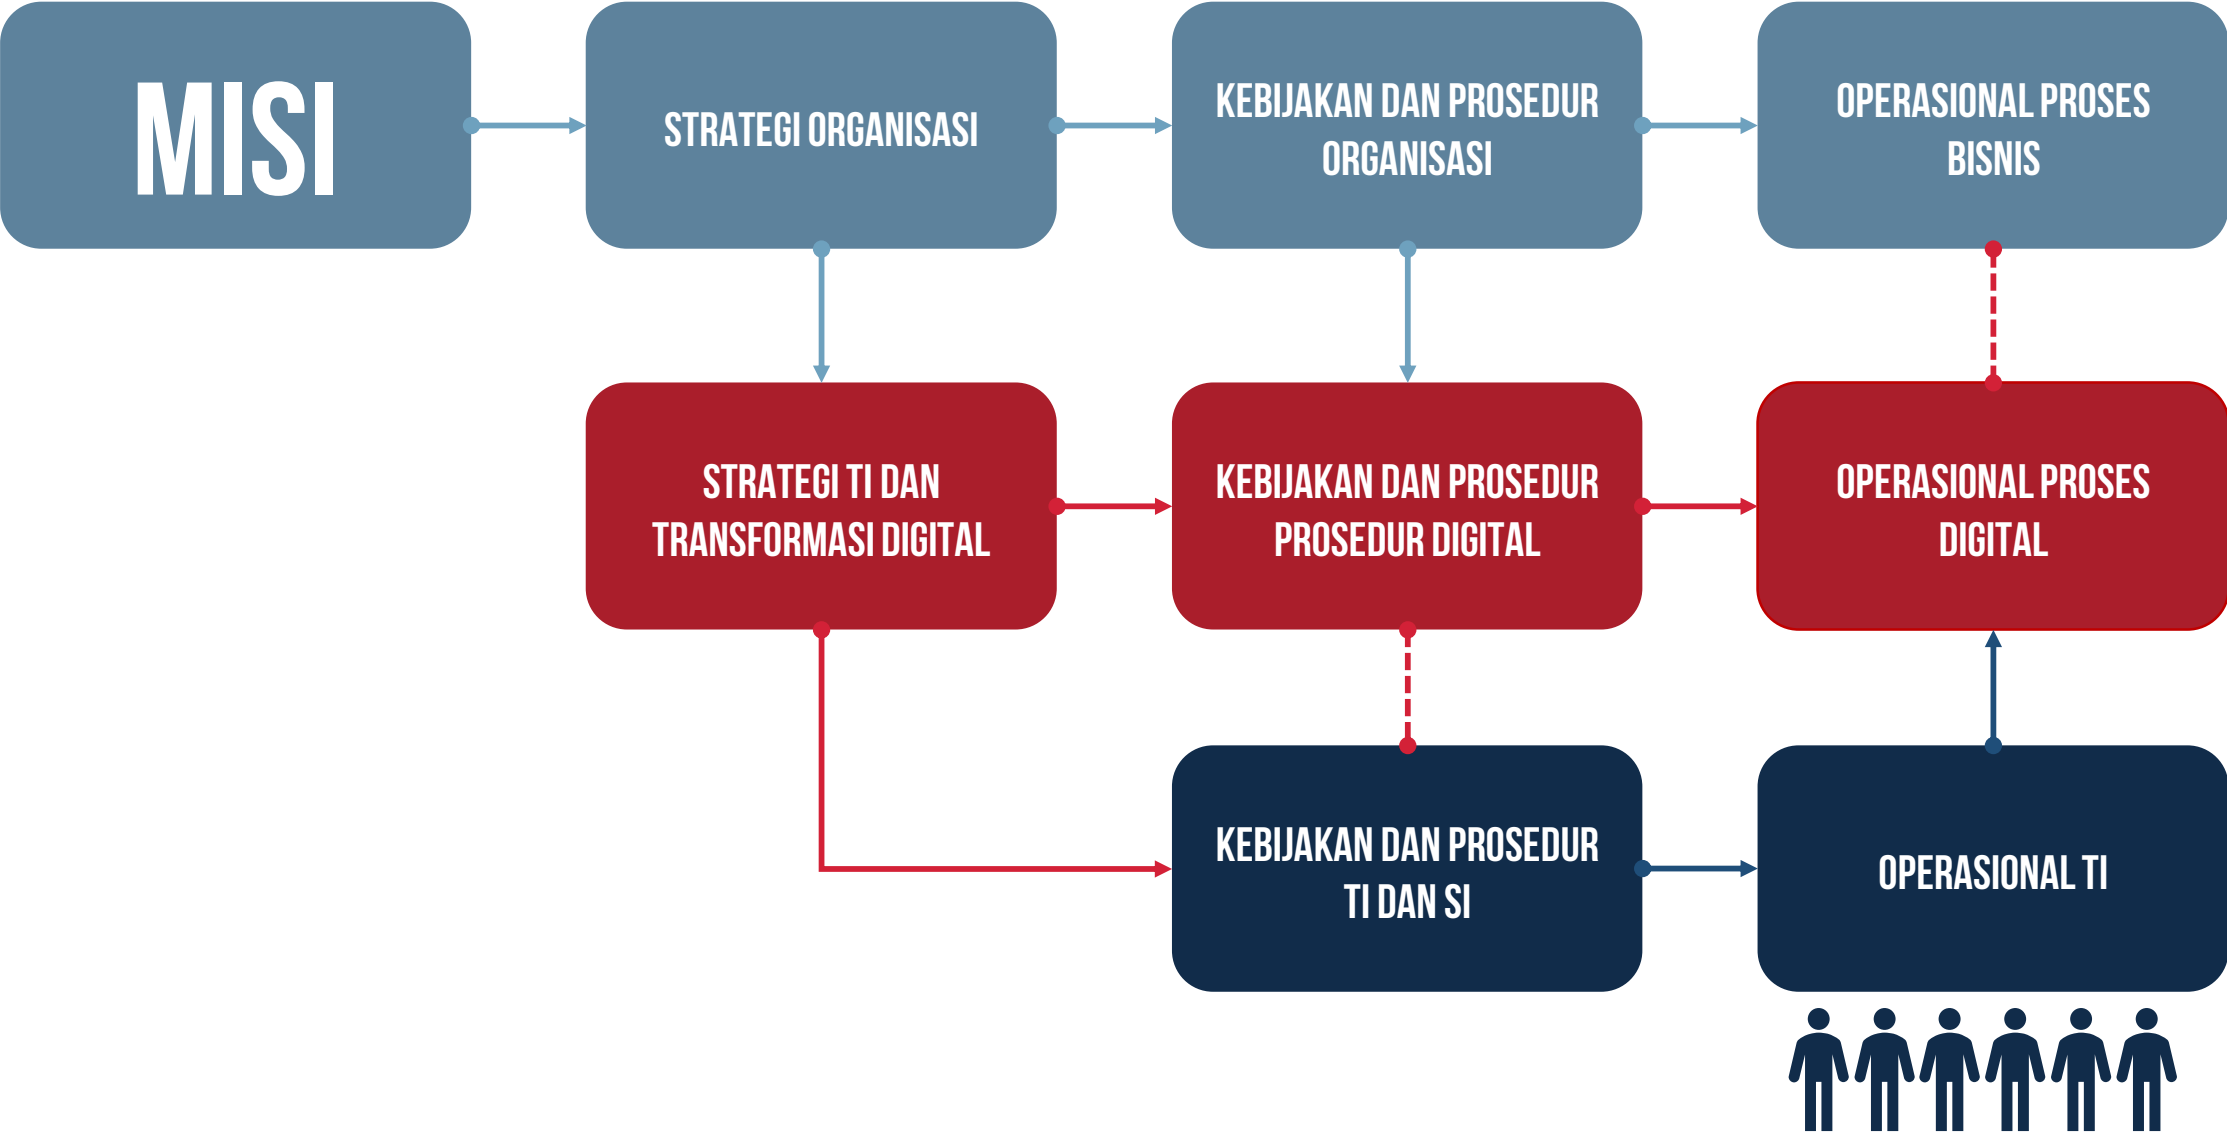 MISI
STRATEGI ORGANISASI
KEBIJAKAN DAN PROSEDUR
ORGANISASI
OPERASIONAL PROSES
BISNIS
STRATEGI TI DAN
TRANSFORMASI DIGITAL
KEBIJAKAN DAN PROSEDUR
PROSEDUR DIGITAL
OPERASIONAL PROSES
DIGITAL
KEBIJAKAN DAN PROSEDUR
TI DAN SI
OPERASIONAL TI